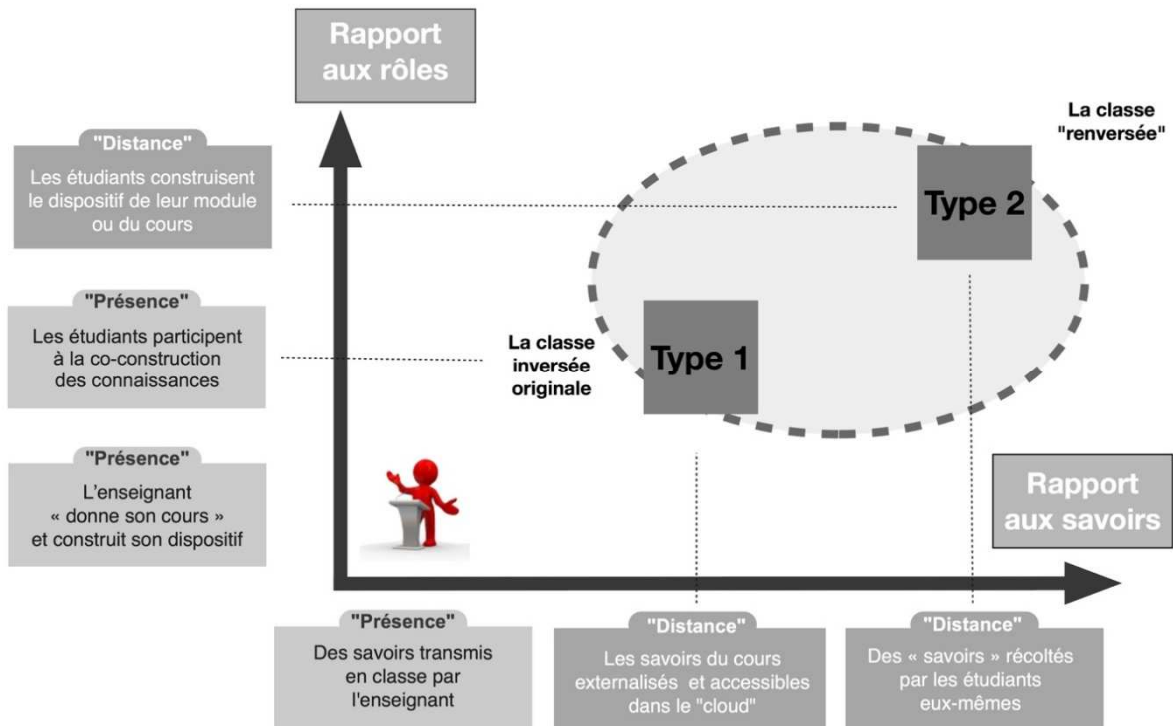 Rapport
aux rôles
"Distance"
Les étudiants construisent
le dispositif de leur module
ou du cours
"Présence"
Les étudiants participent
à la co-construction
des connaissances
"Présence"
L'enseignant
« donne son cours »
et construit son dispositif
La classe
"renversée"
Type 2
La classe
inversée
originale
Type 1
Rapport
aux savoirs
"Présence"
Des savoirs transmis
en classe par
l'enseignant
"Distance"
Les savoirs du cours
externalisés et accessibles
dans le "cloud"
"Distance"
Des « savoirs » récoltés
par les étudiants
eux-mêmes